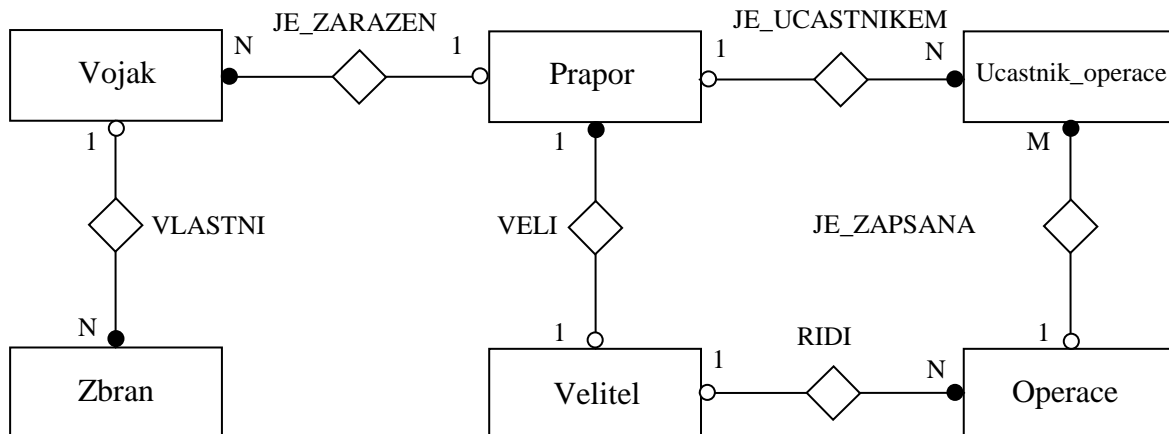 JE_ZARAZEN
JE_UCASTNIKEM
N
1
1
N
Vojak
Prapor
Ucastnik_operace
1
1
M
VLASTNI
VELI
JE_ZAPSANA
N
1
1
RIDI
1
N
Zbran
Velitel
Operace